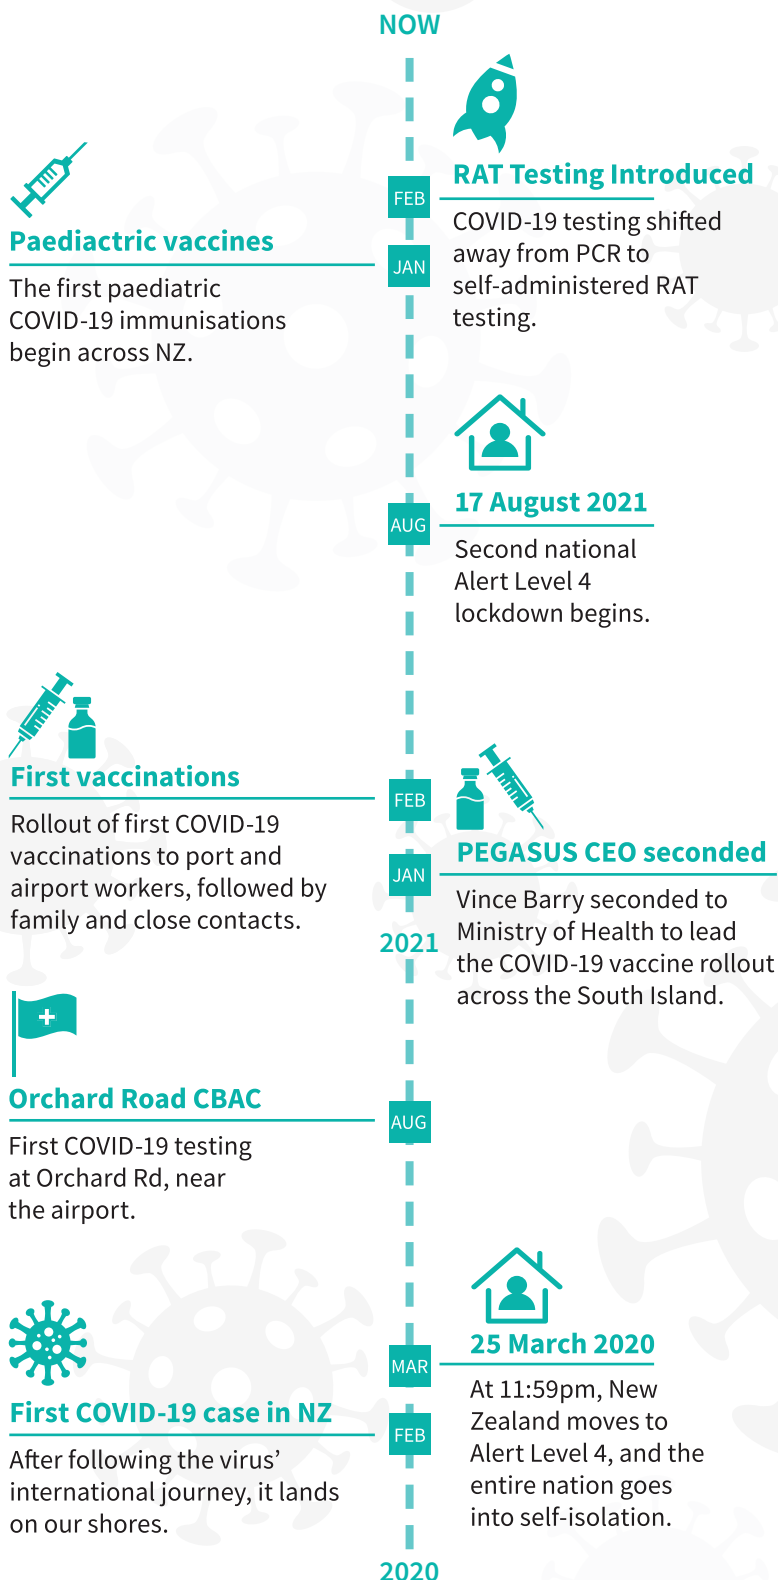 NOW
RAT Testing Introduced
FEB
COVID-19 testing shifted
away from PCR to
self-administered RAT
testing.
Paediactric vaccines
JAN
The first paediatric
COVID-19 immunisations
begin across NZ.
17 August 2021
AUG
Second national
Alert Level 4
lockdown begins.
First vaccinations
FEB
Rollout of first COVID-19
vaccinations to port and
airport workers, followed by
family and close contacts.
PEGASUS CEO seconded
JAN
Vince Barry seconded to
Ministry of Health to lead
the COVID-19 vaccine rollout
across the South Island.
2021
Orchard Road CBAC
AUG
First COVID-19 testing
at Orchard Rd, near
the airport.
25 March 2020
MAR
At 11:59pm, New
Zealand moves to
Alert Level 4, and the
entire nation goes
into self-isolation.
First COVID-19 case in NZ
FEB
After following the virus’
international journey, it lands
on our shores.
2020